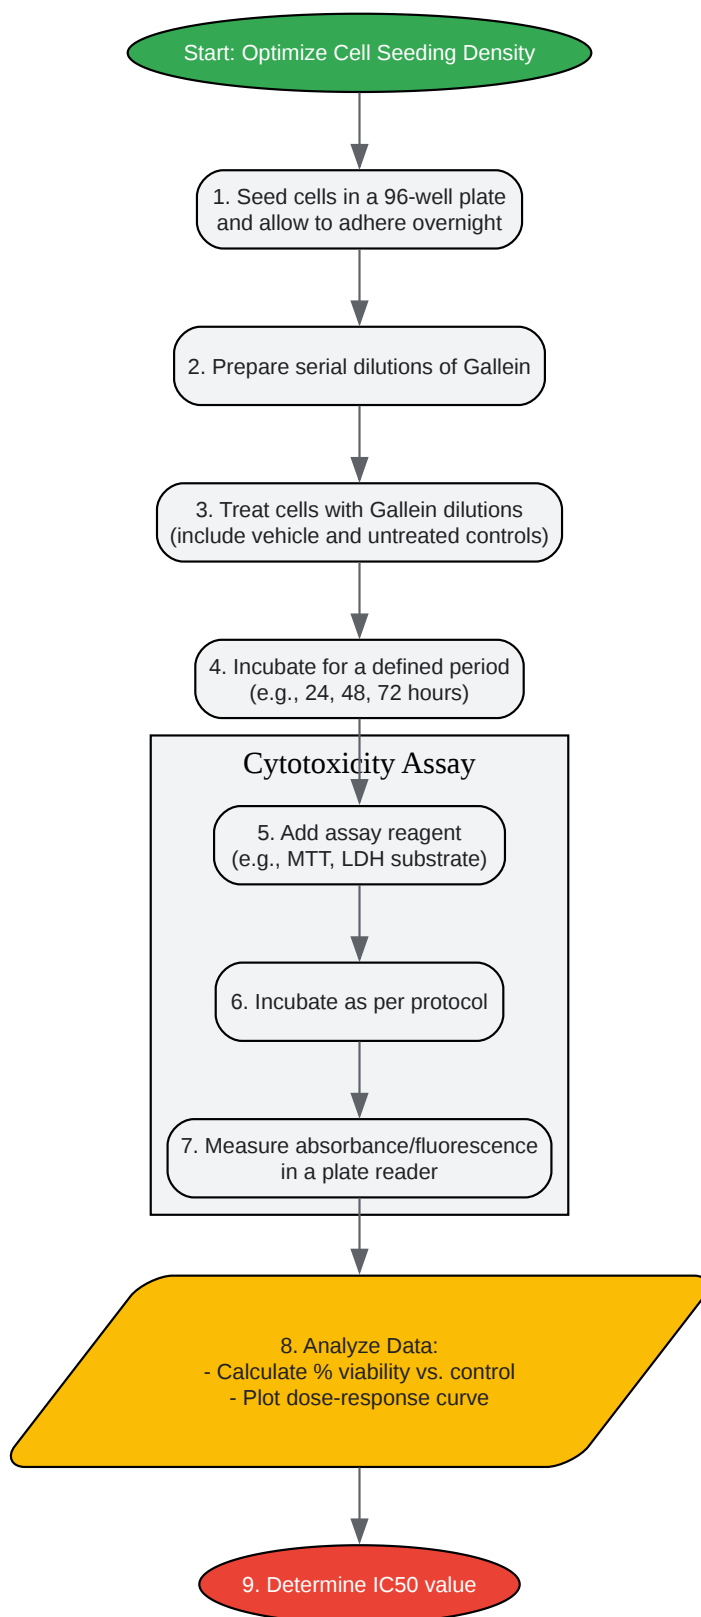 Start: Optimize Cell Seeding Density
1. Seed cells in a 96-well plate
and allow to adhere overnight
2. Prepare serial dilutions of Gallein
3. Treat cells with Gallein dilutions
(include vehicle and untreated controls)
4. Incubate for a defined period
(e.g., 24, 48, 72 hours)
Cytotoxicity Assay
5. Add assay reagent
(e.g., MTT, LDH substrate)
6. Incubate as per protocol
7. Measure absorbance/fluorescence
in a plate reader
8. Analyze Data:
- Calculate % viability vs. control
- Plot dose-response curve
9. Determine IC50 value